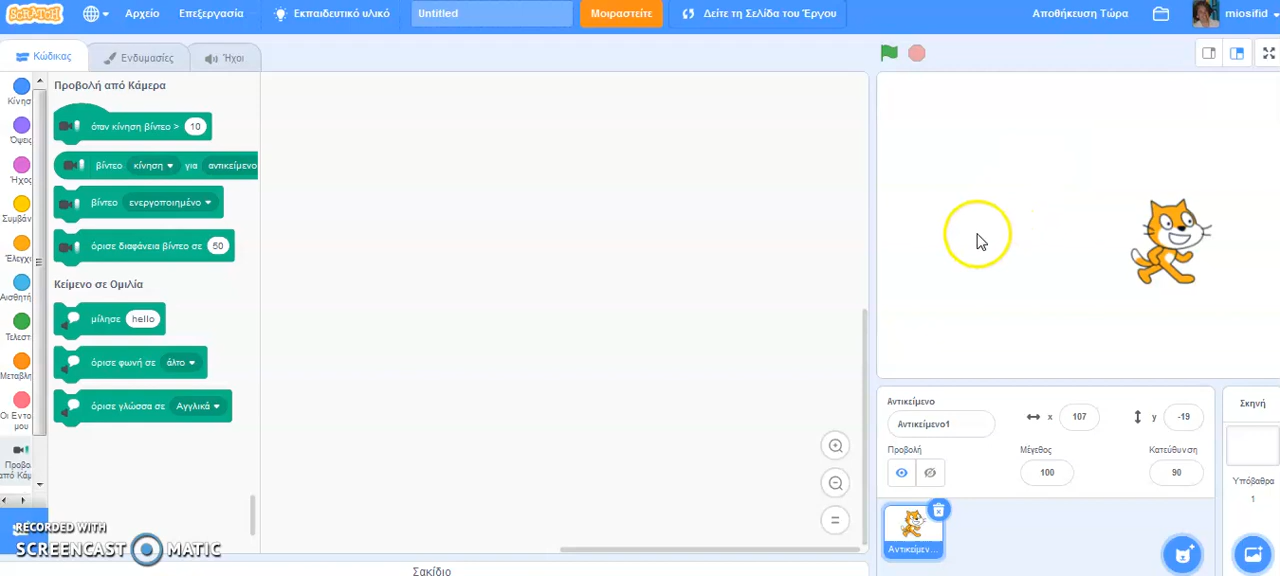 SCRATCH
Αρχείο
Επεξεργασία
Εκπαιδευτικό υλικό
Untitled
Μοιραστείτε
Δείτε τη Σελίδα του Έργου
Αποθήκευση Τώρα
miosifid
Κώδικας
Ενδυμασίες
Ήχοι
Κίνησ
Όψεις
Ήχος
Συμβάν
Έλεγχ
Αισθητή
Τελεστ
Μεταβλη
Οι Εντο
μου
Προβο
από Κάμ
Προβολή από Κάμερα
όταν κίνηση βίντεο > 10
βίντεο κίνηση για αντικείμενο
βίντεο ενεργοποιημένο
όρισε διαφάνεια βίντεο σε 50
Κείμενο σε Ομιλία
μίλησε hello
όρισε φωνή σε άλτο
όρισε γλώσσα σε Αγγλικά
Αντικείμενο
Αντικείμενο1
x 107
y -19
Προβολή
Μέγεθος
100
Κατεύθυνση
90
Αντικείμεν...
Σκηνή
Υπόβαθρα
1
Σακίδιο
RECORDED WITH
SCREENCAST MATIC